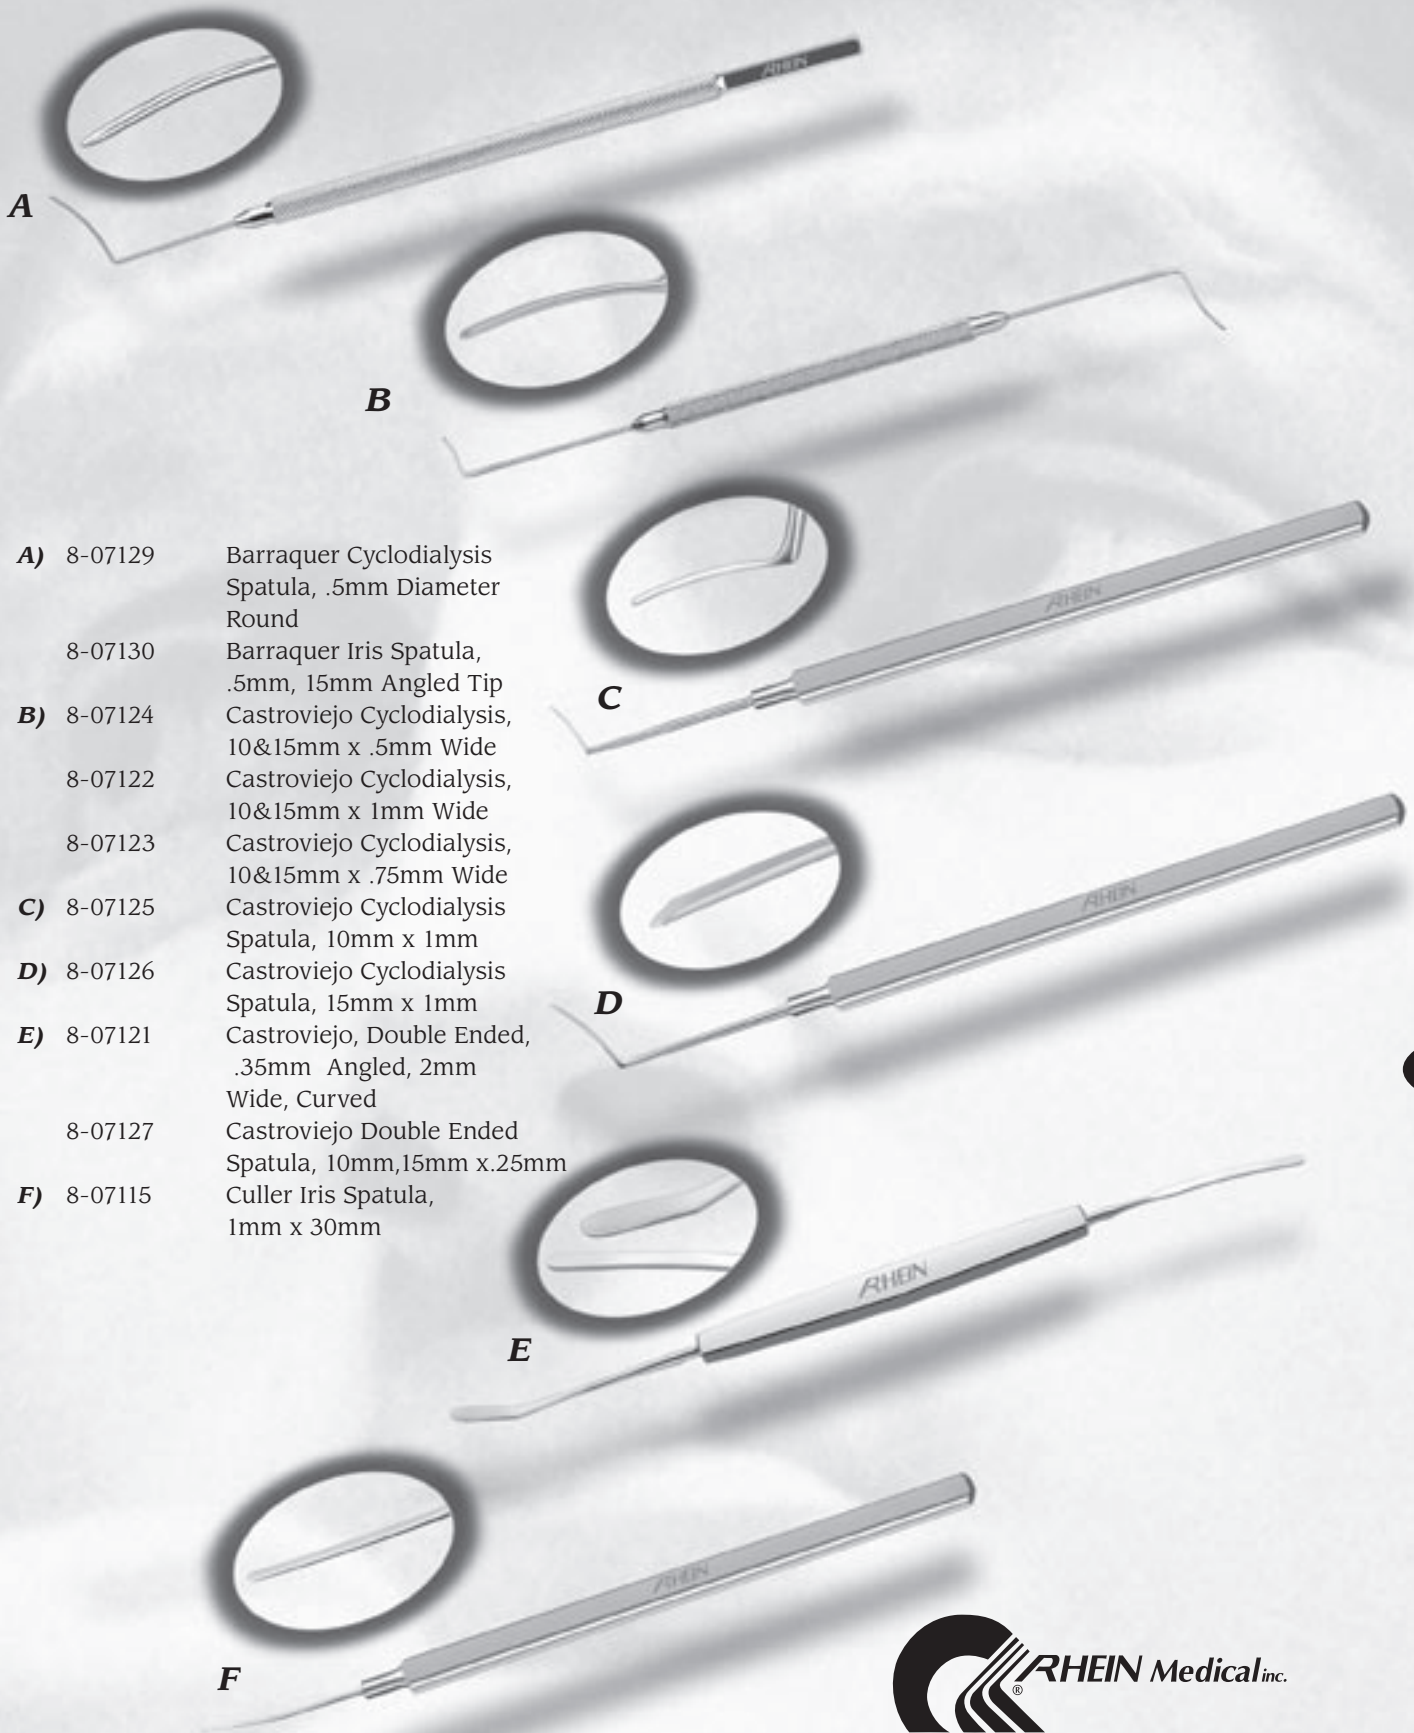 RHEIN
A
B
A) 8-07129 Barraquer Cyclodialysis
Spatula, .5mm Diameter
Round
8-07130 Barraquer Iris Spatula,
.5mm, 15mm Angled Tip
B) 8-07124 Castroviejo Cyclodialysis,
10&15mm x .5mm Wide
8-07122 Castroviejo Cyclodialysis,
10&15mm x 1mm Wide
8-07123 Castroviejo Cyclodialysis,
10&15mm x .75mm Wide
C) 8-07125 Castroviejo Cyclodialysis
Spatula, 10mm x 1mm
D) 8-07126 Castroviejo Cyclodialysis
Spatula, 15mm x 1mm
E) 8-07121 Castroviejo, Double Ended,
.35mm Angled, 2mm
Wide, Curved
8-07127 Castroviejo Double Ended
Spatula, 10mm,15mm x.25mm
F) 8-07115 Culler Iris Spatula,
1mm x 30mm
RHEIN
C
RHEIN
D
RHEIN
E
RHEIN
F
RHEIN Medical inc.
®